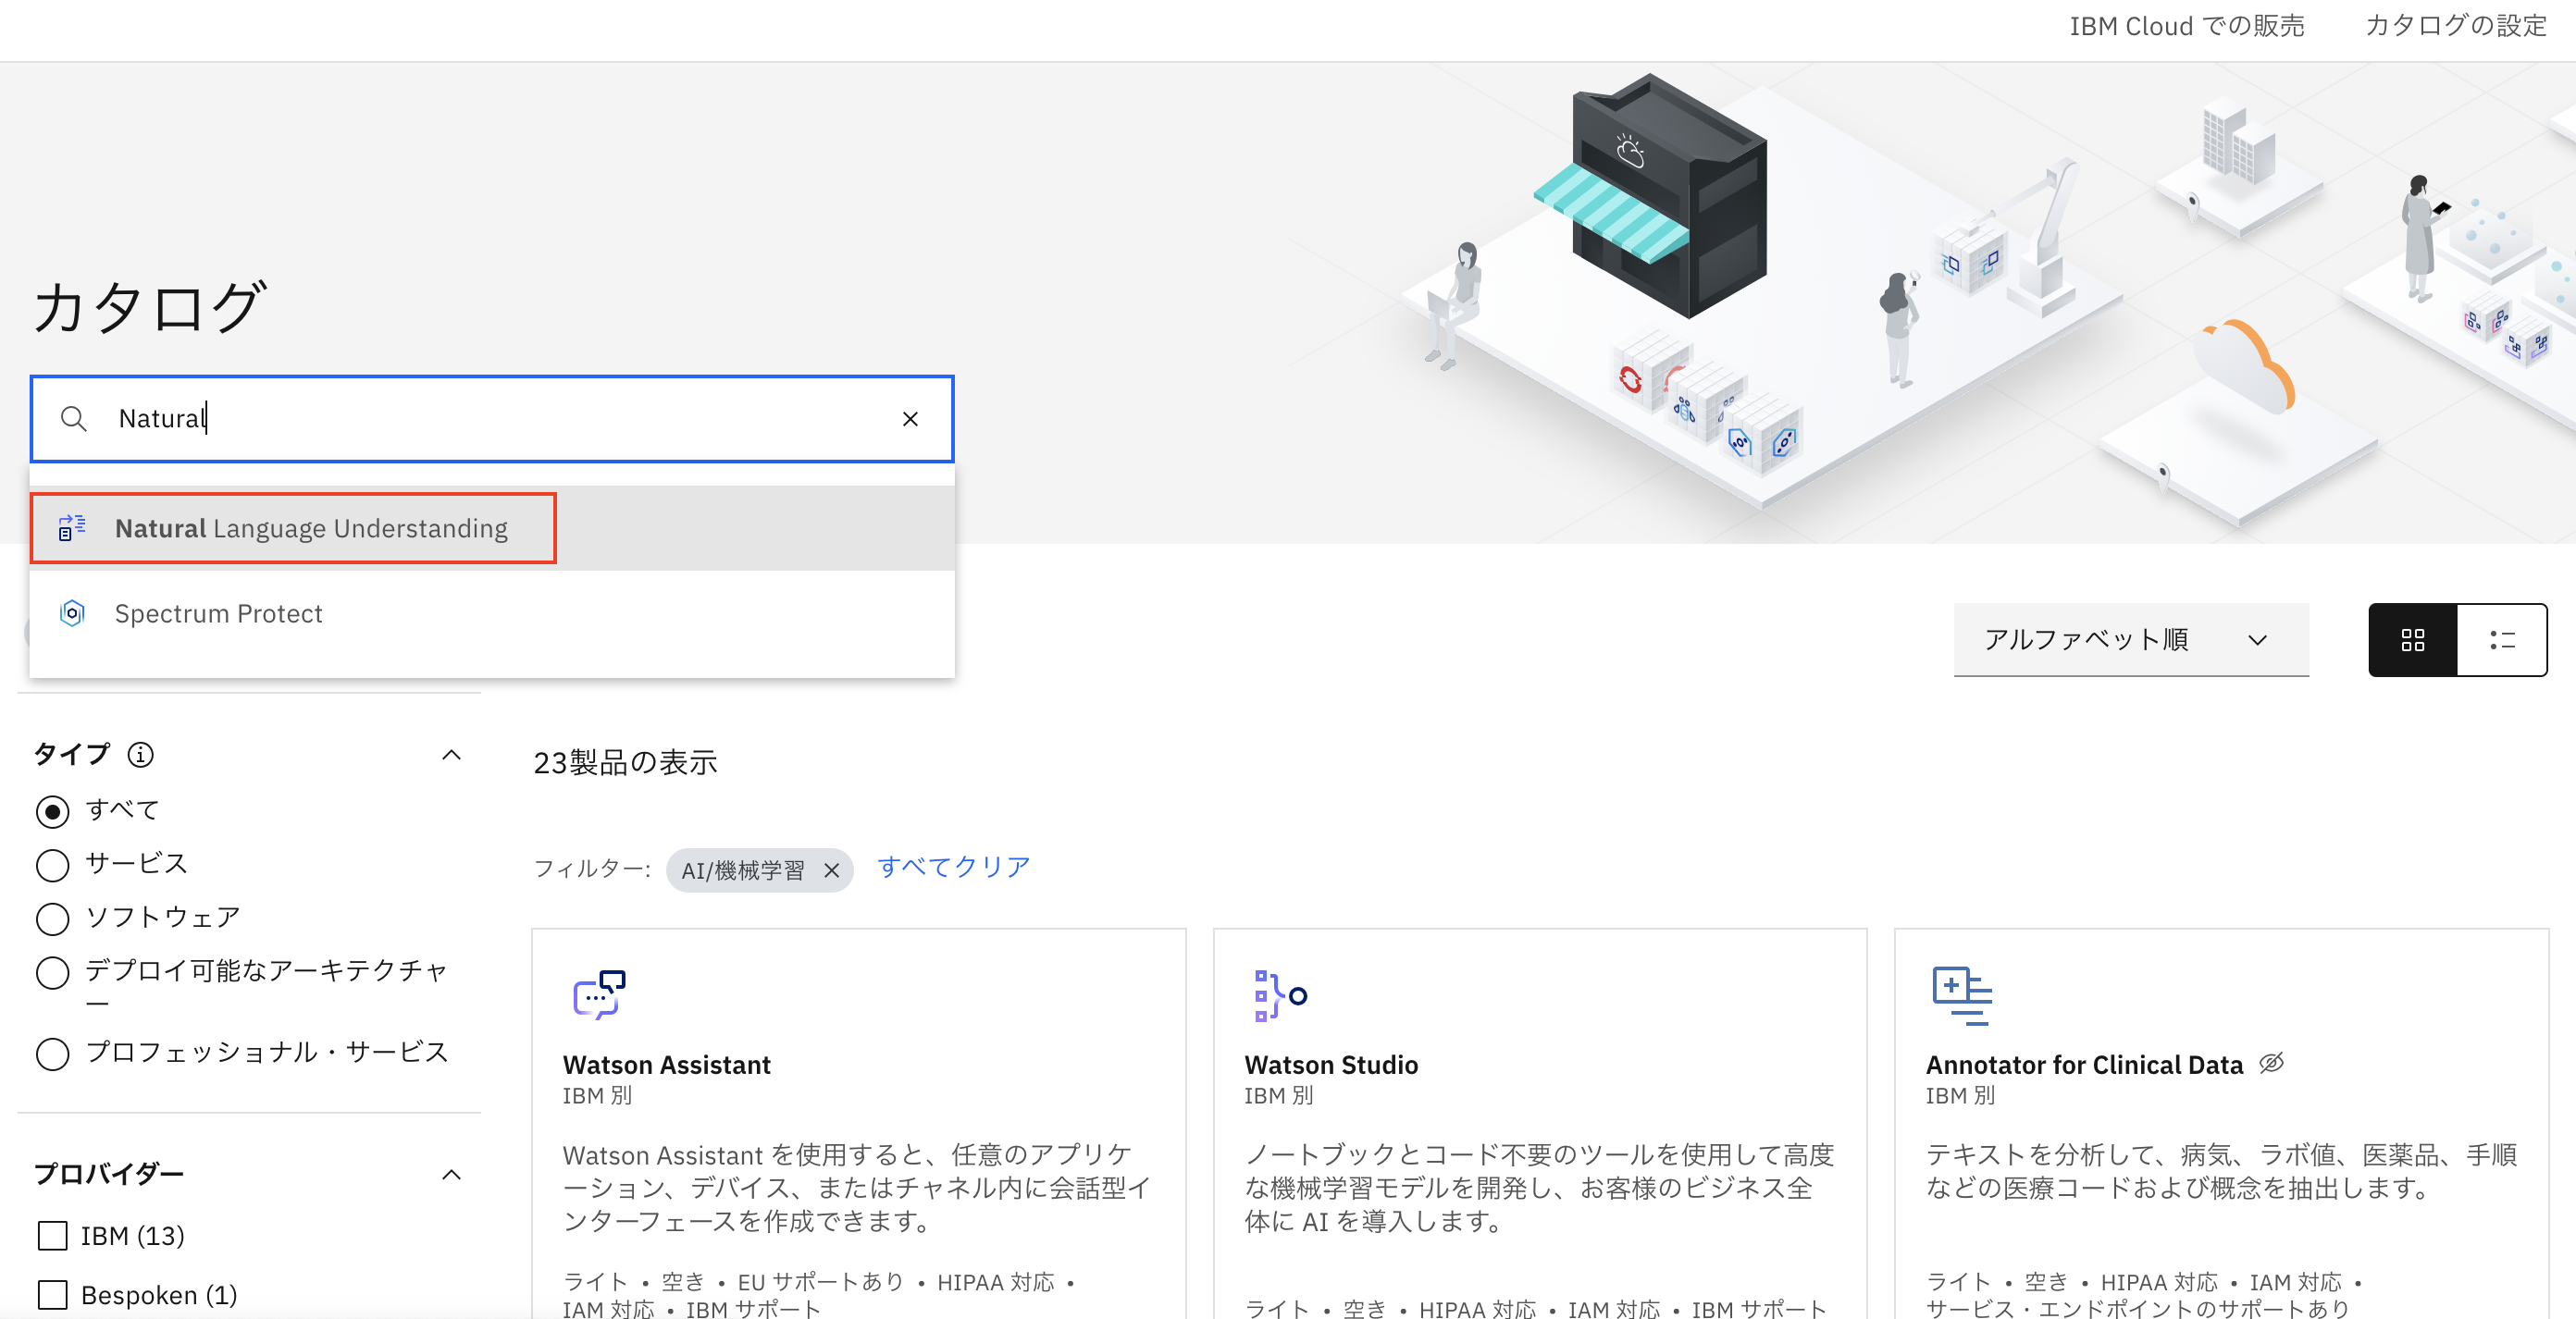 IBM Cloud での販売
カタログの設定
カタログ
Natural
Natural Language Understanding
Spectrum Protect
アルファベット順
タイプ
すべて
サービス
ソフトウェア
デプロイ可能なアーキテクチャ
ー
プロフェッショナル・サービス
プロバイダー
IBM (13)
Bespoken (1)
23製品の表示
フィルター: AI/機械学習 すべてクリア
Watson Assistant
IBM 別
Watson Assistant を使用すると、任意のアプリケ
ーション、デバイス、またはチャネル内に会話型イ
ンターフェースを作成できます。
ライト • 空き • EU サポートあり • HIPAA 対応 •
IAM 対応 • IBM サポート
Watson Studio
IBM 別
ノートブックとコード不要のツールを使用して高度
な機械学習モデルを開発し、お客様のビジネス全
体に AI を導入します。
ライト • 空き • HIPAA 対応 • IAM 対応 • IBM サポート
Annotator for Clinical Data
IBM 別
テキストを分析して、病気、ラボ値、医薬品、手順
などの医療コードおよび概念を抽出します。
ライト • 空き • HIPAA 対応 • IAM 対応 •
サービス・エンドポイントのサポートあり